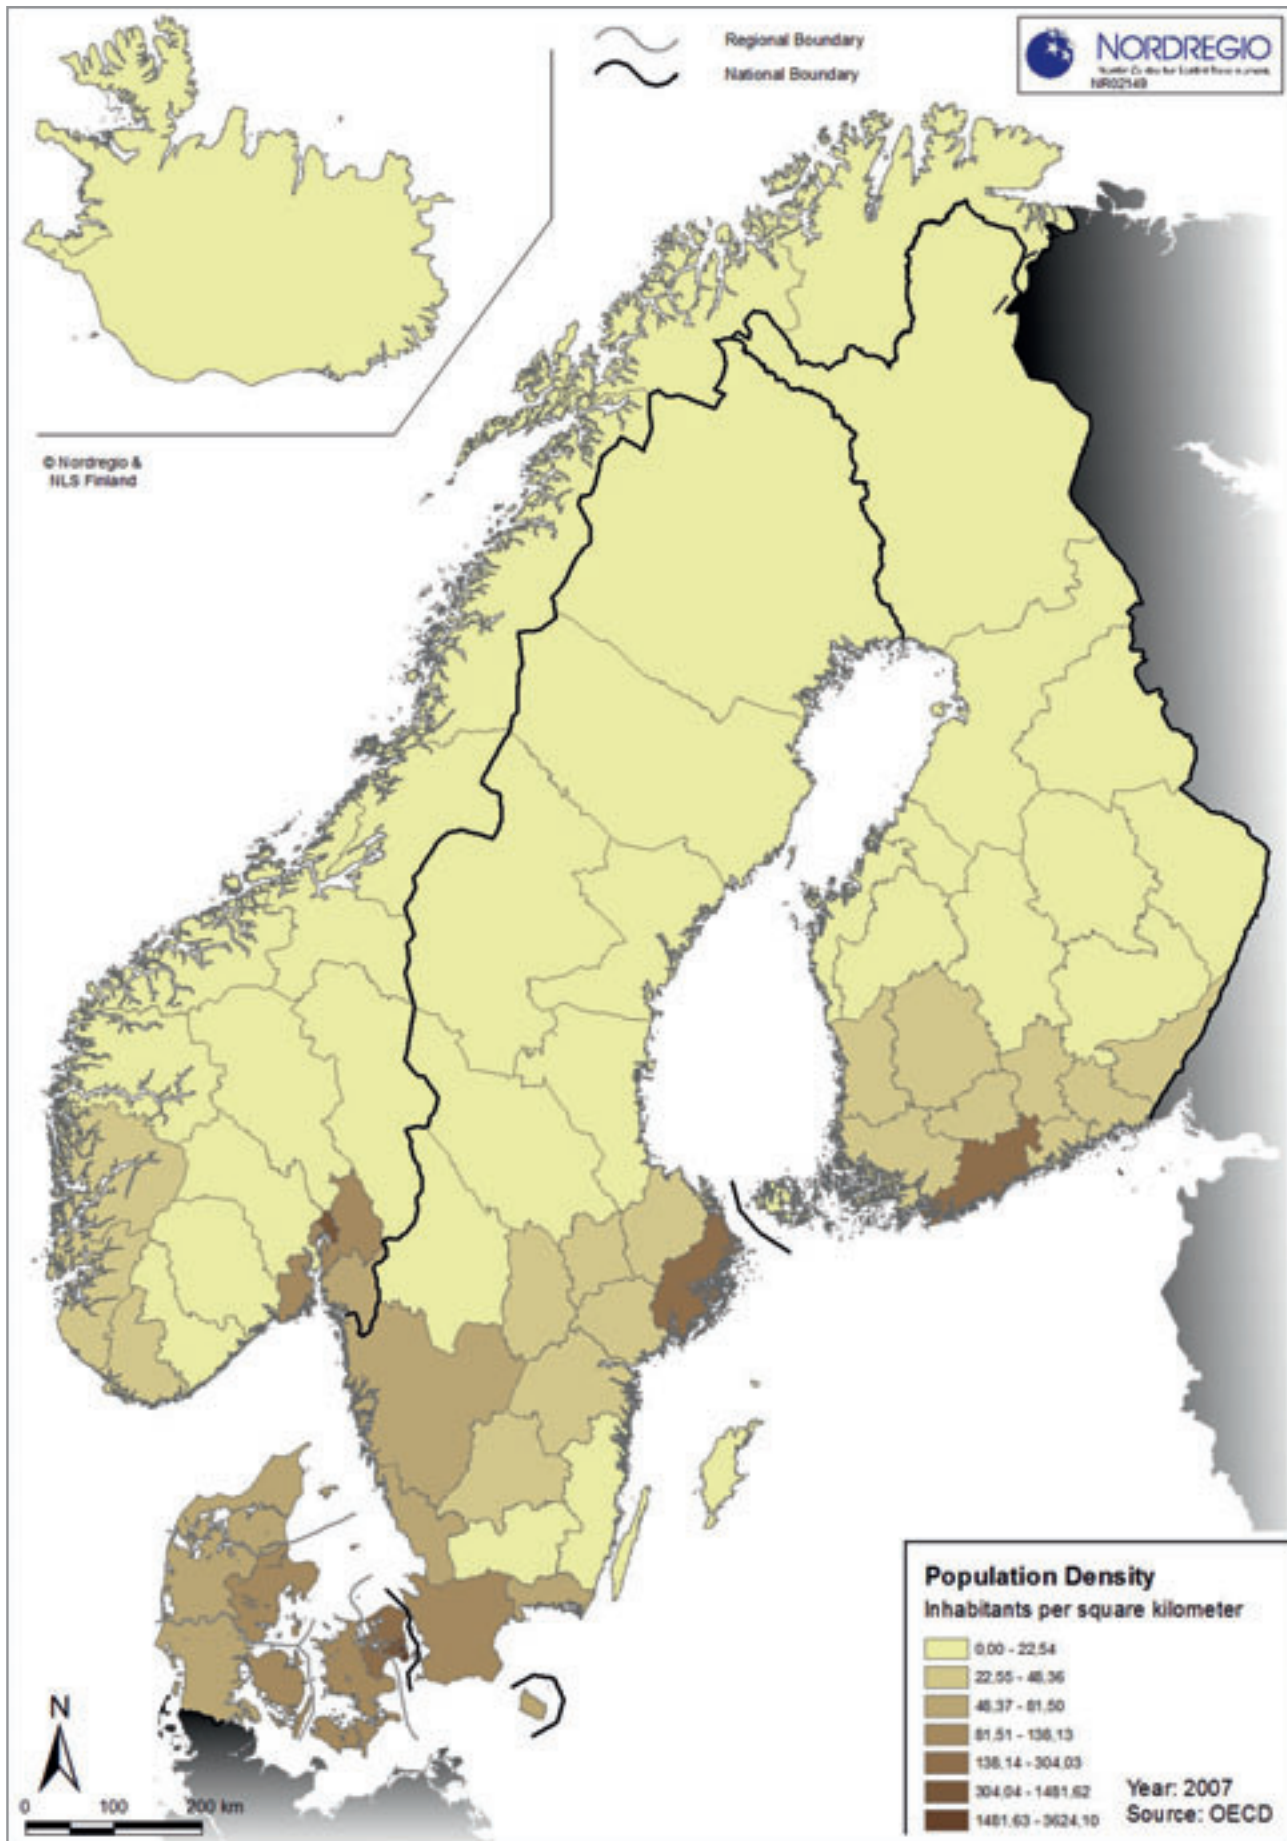 Regional Boundary
National Boundary
NORDREGIO
NR02149
© Nordregio &
NLS Finland
Population Density
Inhabitants per square kilometer
0,00 - 22,54
22,55 - 48,36
48,37 - 81,50
81,51 - 138,13
138,14 - 304,03
304,04 - 1481,62
1481,63 - 3624,10
Year: 2007
Source: OECD
N
0 100 200 km